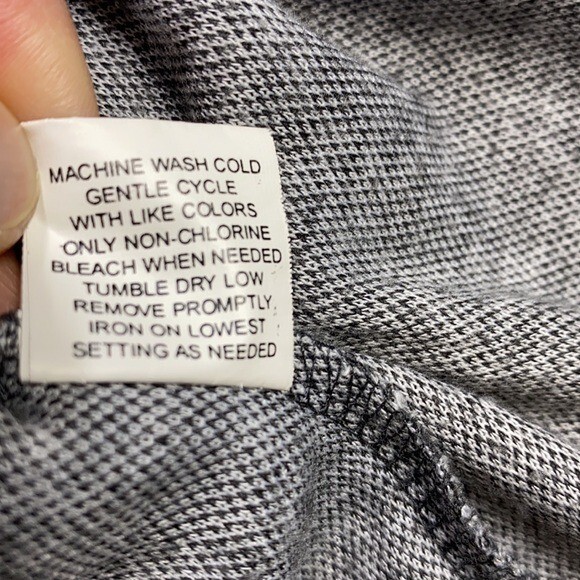 MACHINE WASH COLD
GENTLE CYCLE
WITH LIKE COLORS
ONLY NON-CHLORINE
BLEACH WHEN NEEDED
TUMBLE DRY LOW
REMOVE PROMPTLY.
IRON ON LOWEST
SETTING AS NEEDED